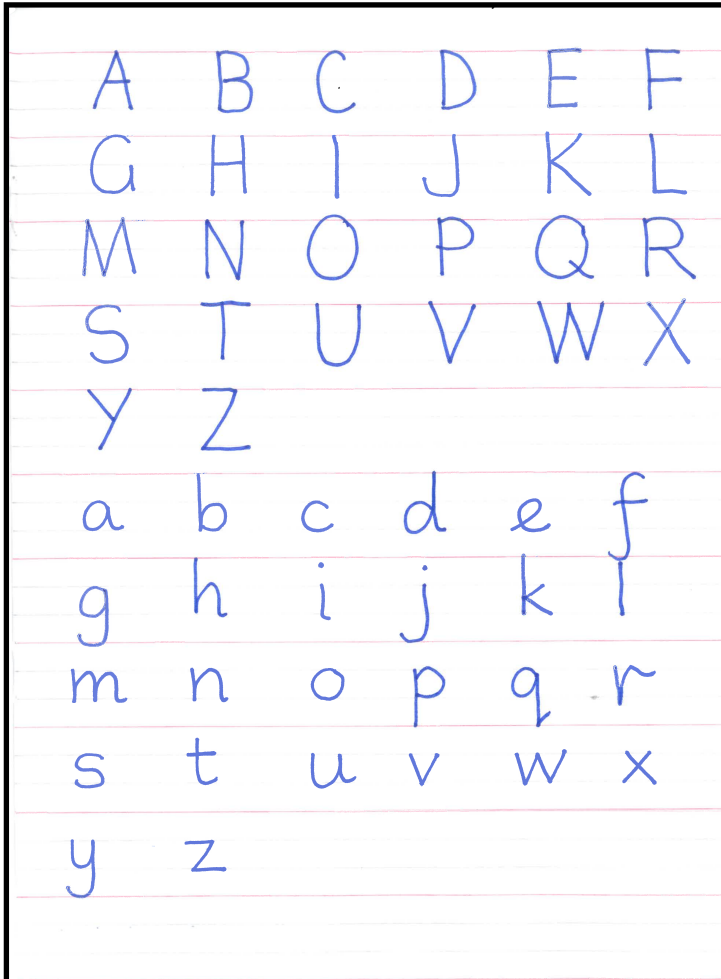 A B C D E F
G H I J K L
M N O P Q R
S T U V W X
Y Z
a b c d e f
g h i j k l
m n o p q r
s t u v w x
y z